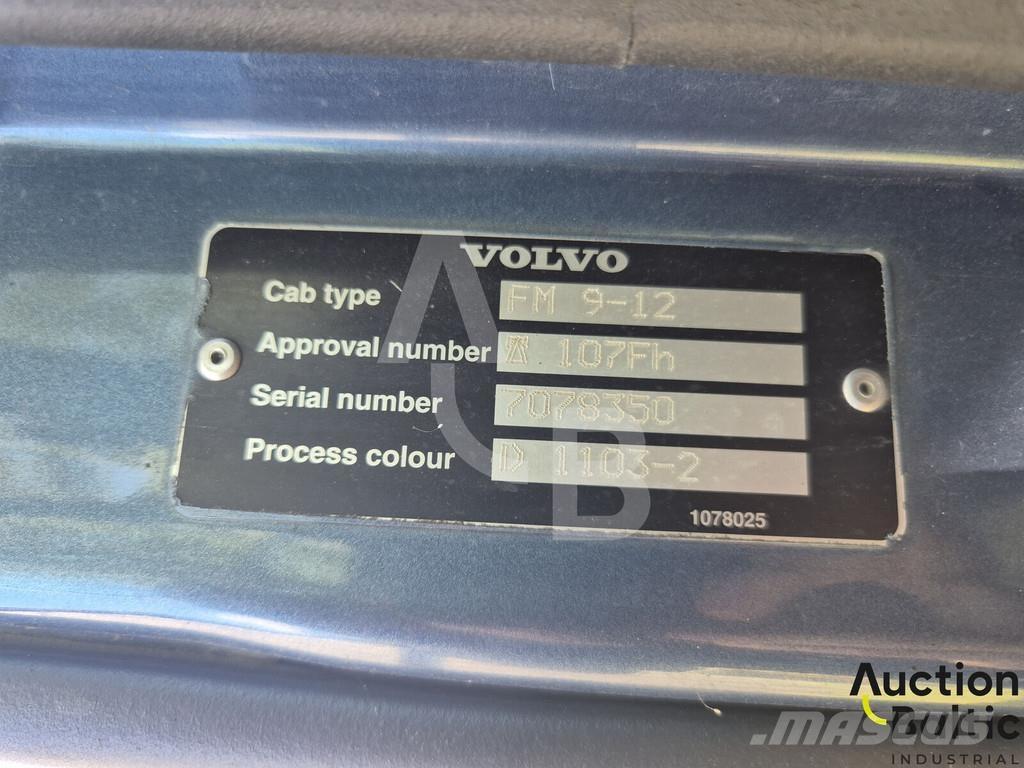 VOLVO
Cab type FM 9-12
Approval number 107Fh
Serial number 7078350
Process colour D 1103-2
1078025
AB
Auction
Baltic
INDUSTRIAL
MASCUS